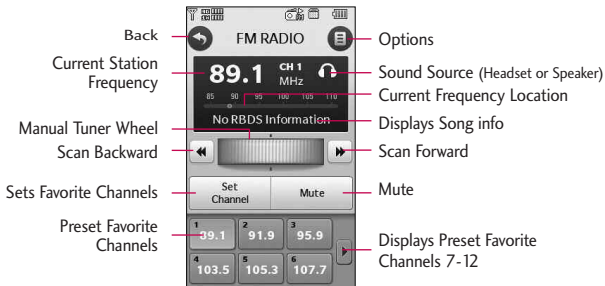 Back
FM RADIO
Options
Current Station
Frequency
89.1
CH 1
MHz
Sound Source (Headset or Speaker)
85 90 95 100 105 110
Current Frequency Location
No RBDS Information
Displays Song info
Manual Tuner Wheel
Scan Backward
Scan Forward
Sets Favorite Channels
Set
Channel
Mute
Mute
Preset Favorite
Channels
1
89.1
2
91.9
3
95.9
4
103.5
5
105.3
6
107.7
Displays Preset Favorite
Channels 7-12